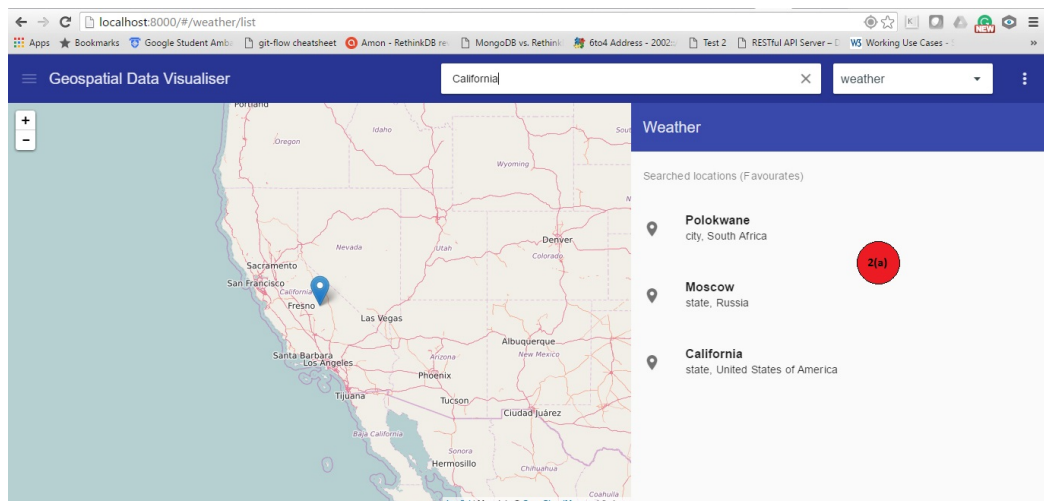 localhost:8000/#/weather/list
Apps Bookmarks Google Student Amb git-flow cheatsheet Amon - RethinkDB re MongoDB vs. Rethink 6to4 Address - 2002: Test 2 RESTful API Server – Working Use Cases -
NEW
Geospatial Data Visualiser
California
weather
+
-
Portland
Idaho
Oregon
Wyoming
Nevada
Utah
Denver
Colorado
Sacramento
San Francisco
California
Fresno
Las Vegas
Albuquerque
New Mexico
Santa Barbara
Los Angeles
Arizona
Phoenix
Tijuana
Tucson
Ciudad Juárez
Baja California
Sonora
Hermosillo
Chihuahua
Coahuila
Weather
Searched locations (Favourates)
Polokwane
city, South Africa
2(a)
Moscow
state, Russia
California
state, United States of America